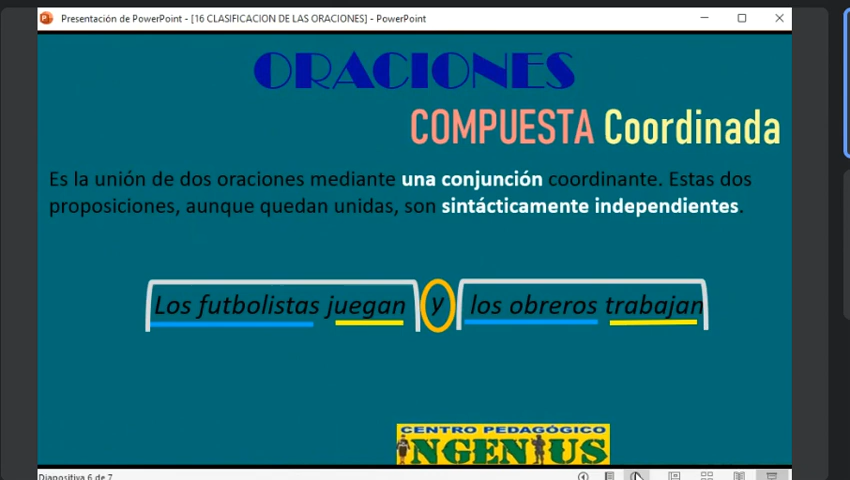 Presentación de PowerPoint - [16 CLASIFICACION DE LAS ORACIONES] - PowerPoint
ORACIONES
COMPUESTA Coordinada
Es la unión de dos oraciones mediante una conjunción coordinante. Estas dos
proposiciones, aunque quedan unidas, son sintácticamente independientes.
Los futbolistas juegan y los obreros trabajan
CENTRO PEDAGÓGICO
INGENIUS
Diapositiva 6 de 7